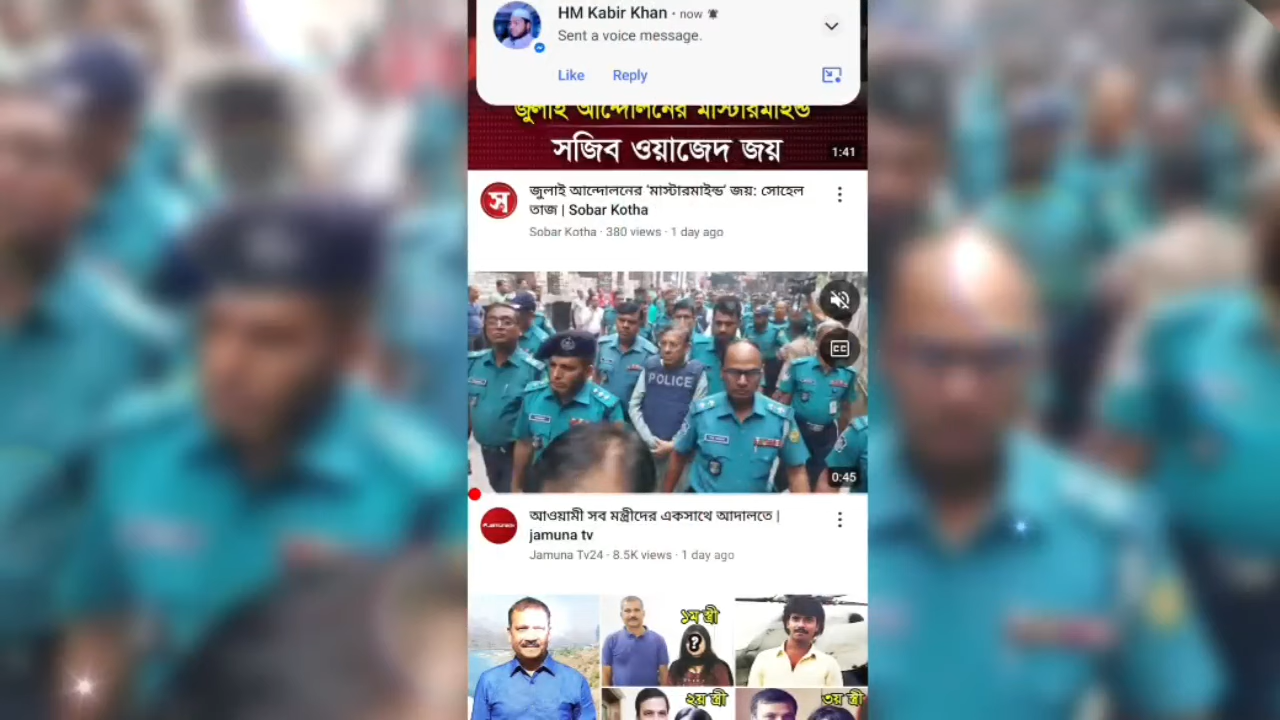 HM Kabir Khan · now
Sent a voice message.
Like Reply
জুলাই আন্দোলনের মাস্টারমাইন্ড
সজিব ওয়াজেদ জয়
1:41
স
জুলাই আন্দোলনের 'মাস্টারমাইন্ড' জয়: সোহেল
তাজ | Sobar Kotha
Sobar Kotha · 380 views · 1 day ago
CC
POLICE
0:45
আওয়ামী সব মন্ত্রীদের একসাথে আদালতে |
jamuna tv
Jamuna Tv24 · 8.5K views · 1 day ago
১ম স্ত্রী
?
২য় স্ত্রী
৩য় স্ত্রী